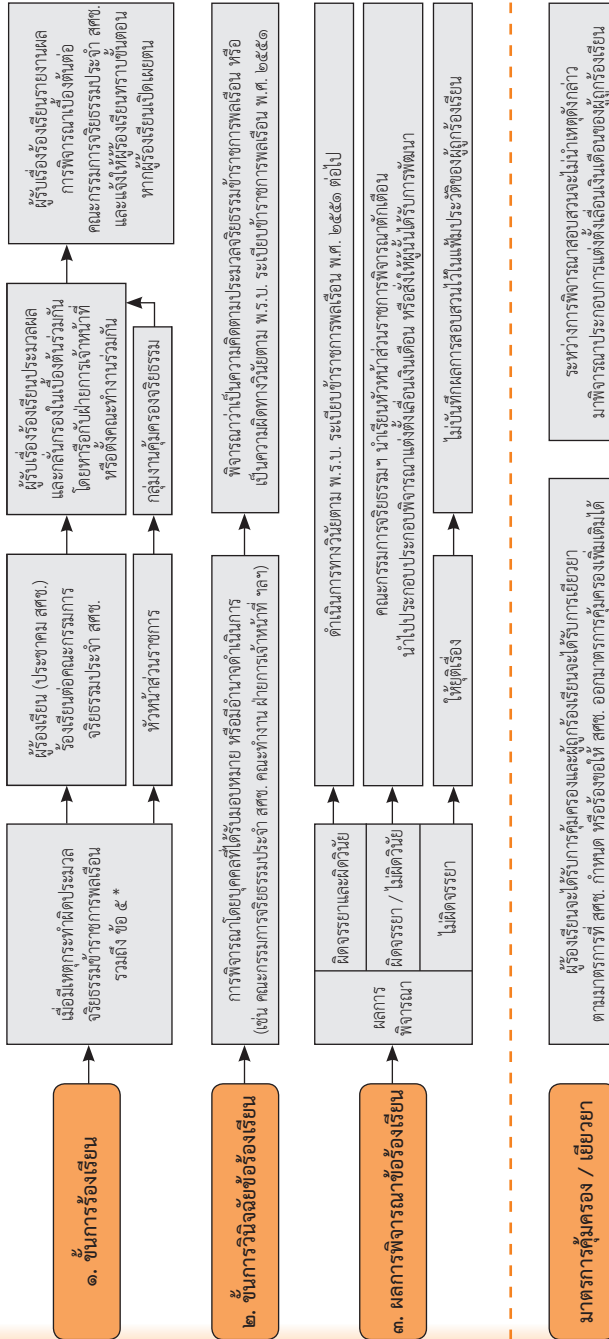 ๑. ขั้นการร้องเรียน
เมื่อมีเหตุกระทำผิดประมวล
จริยธรรมข้าราชการพลเรือน
รวมถึง ข้อ ๕ *
ผู้ร้องเรียน (ประชาคม สศช.)
ร้องเรียนต่อคณะกรรมการ
จริยธรรมประจำ สศช.
หัวหน้าส่วนราชการ
ผู้รับเรื่องร้องเรียนประมวลผล
และกลั่นกรองในเบื้องต้นร่วมกัน
โดยหารือกับฝ่ายการเจ้าหน้าที่
หรือตั้งคณะทำงานร่วมกัน
กลุ่มงานคุ้มครองจริยธรรม
ผู้รับเรื่องร้องเรียนรายงานผล
การพิจารณาเบื้องต้นต่อ
คณะกรรมการจริยธรรมประจำ สศช.
และแจ้งให้ผู้ร้องเรียนทราบขั้นตอน
หากผู้ร้องเรียนเปิดเผยตน
๒. ขั้นการวินิจฉัยข้อร้องเรียน
การพิจารณาโดยบุคคลที่ได้รับมอบหมาย หรือมีอำนาจดำเนินการ
(เช่น คณะกรรมการจริยธรรมประจำ สศช. คณะทำงาน ฝ่ายการเจ้าหน้าที่ ฯลฯ)
พิจารณาว่าเป็นความผิดตามประมวลจริยธรรมข้าราชการพลเรือน หรือ
เป็นความผิดทางวินัยตาม พ.ร.บ. ระเบียบข้าราชการพลเรือน พ.ศ. ๒๕๕๑
๓. ผลการพิจารณาข้อร้องเรียน
ผลการ
พิจารณา
ผิดจรรยาและผิดวินัย
ดำเนินการทางวินัยตาม พ.ร.บ. ระเบียบข้าราชการพลเรือน พ.ศ. ๒๕๕๑ ต่อไป
ผิดจรรยา / ไม่ผิดวินัย
คณะกรรมการจริยธรรมฯ นำเรียนหัวหน้าส่วนราชการพิจารณาตักเตือน
นำไปประกอบประกอบพิจารณาแต่งตั้งเลื่อนเงินเดือน หรือสั่งให้ผู้นั้นได้รับการพัฒนา
ไม่ผิดจรรยา
ให้ยุติเรื่อง
ไม่บันทึกผลการสอบสวนไว้ในแฟ้มประวัติของผู้ถูกร้องเรียน
มาตรการคุ้มครอง / เยียวยา
ผู้ร้องเรียนจะได้รับการคุ้มครองและผู้ถูกร้องเรียนจะได้รับการเยียวยา
ตามมาตรการที่ สศช. กำหนด หรือร้องขอให้ สศช. ออกมาตรการคุ้มครองเพิ่มเติมได้
ระหว่างการพิจารณาสอบสวนจะไม่นำเหตุดังกล่าว
มาพิจารณาประกอบการแต่งตั้งเลื่อนเงินเดือนของผู้ถูกร้องเรียน